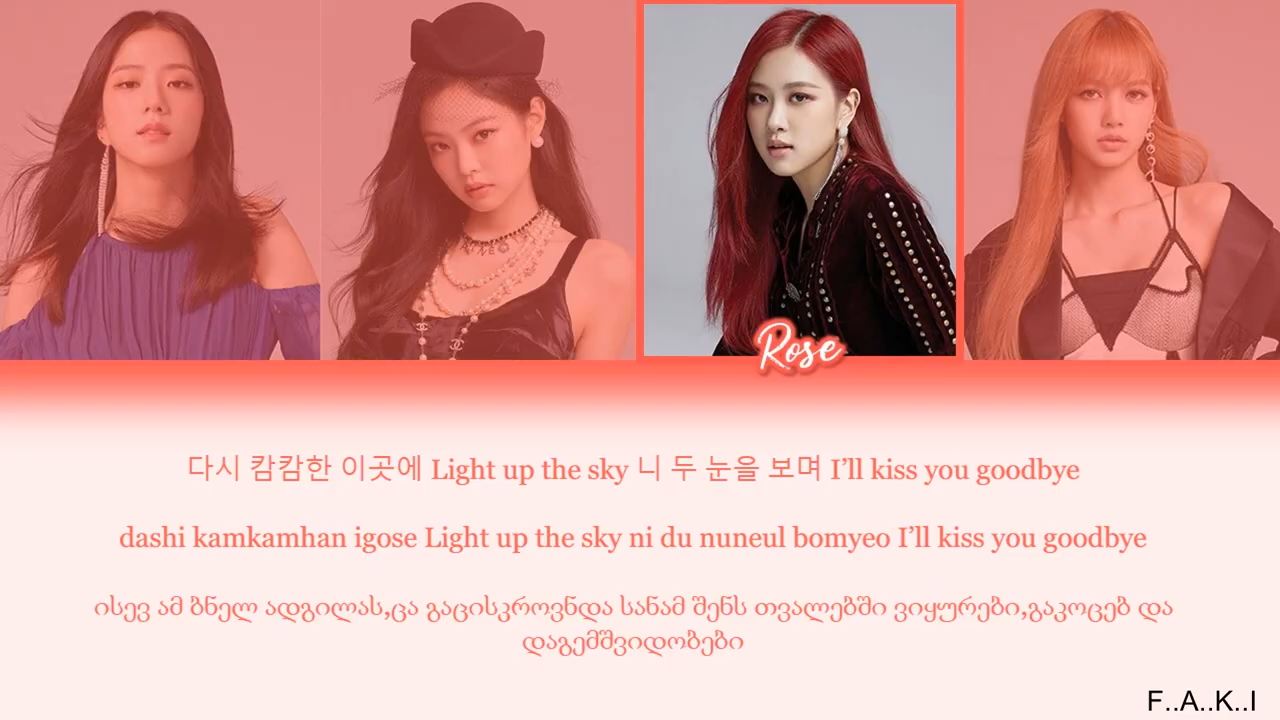 Rose
다시 캄캄한 이곳에 Light up the sky 니 두 눈을 보며 I’ll kiss you goodbye
dashi kamkamhan igose Light up the sky ni du nuneul bomyeo I’ll kiss you goodbye
ისევ ამ ბნელ ადგილას,ცა გაცისკროვნდა სანამ შენს თვალებში ვიყურები,გაკოცებ და
დაგემშვიდობები
F..A..K..I